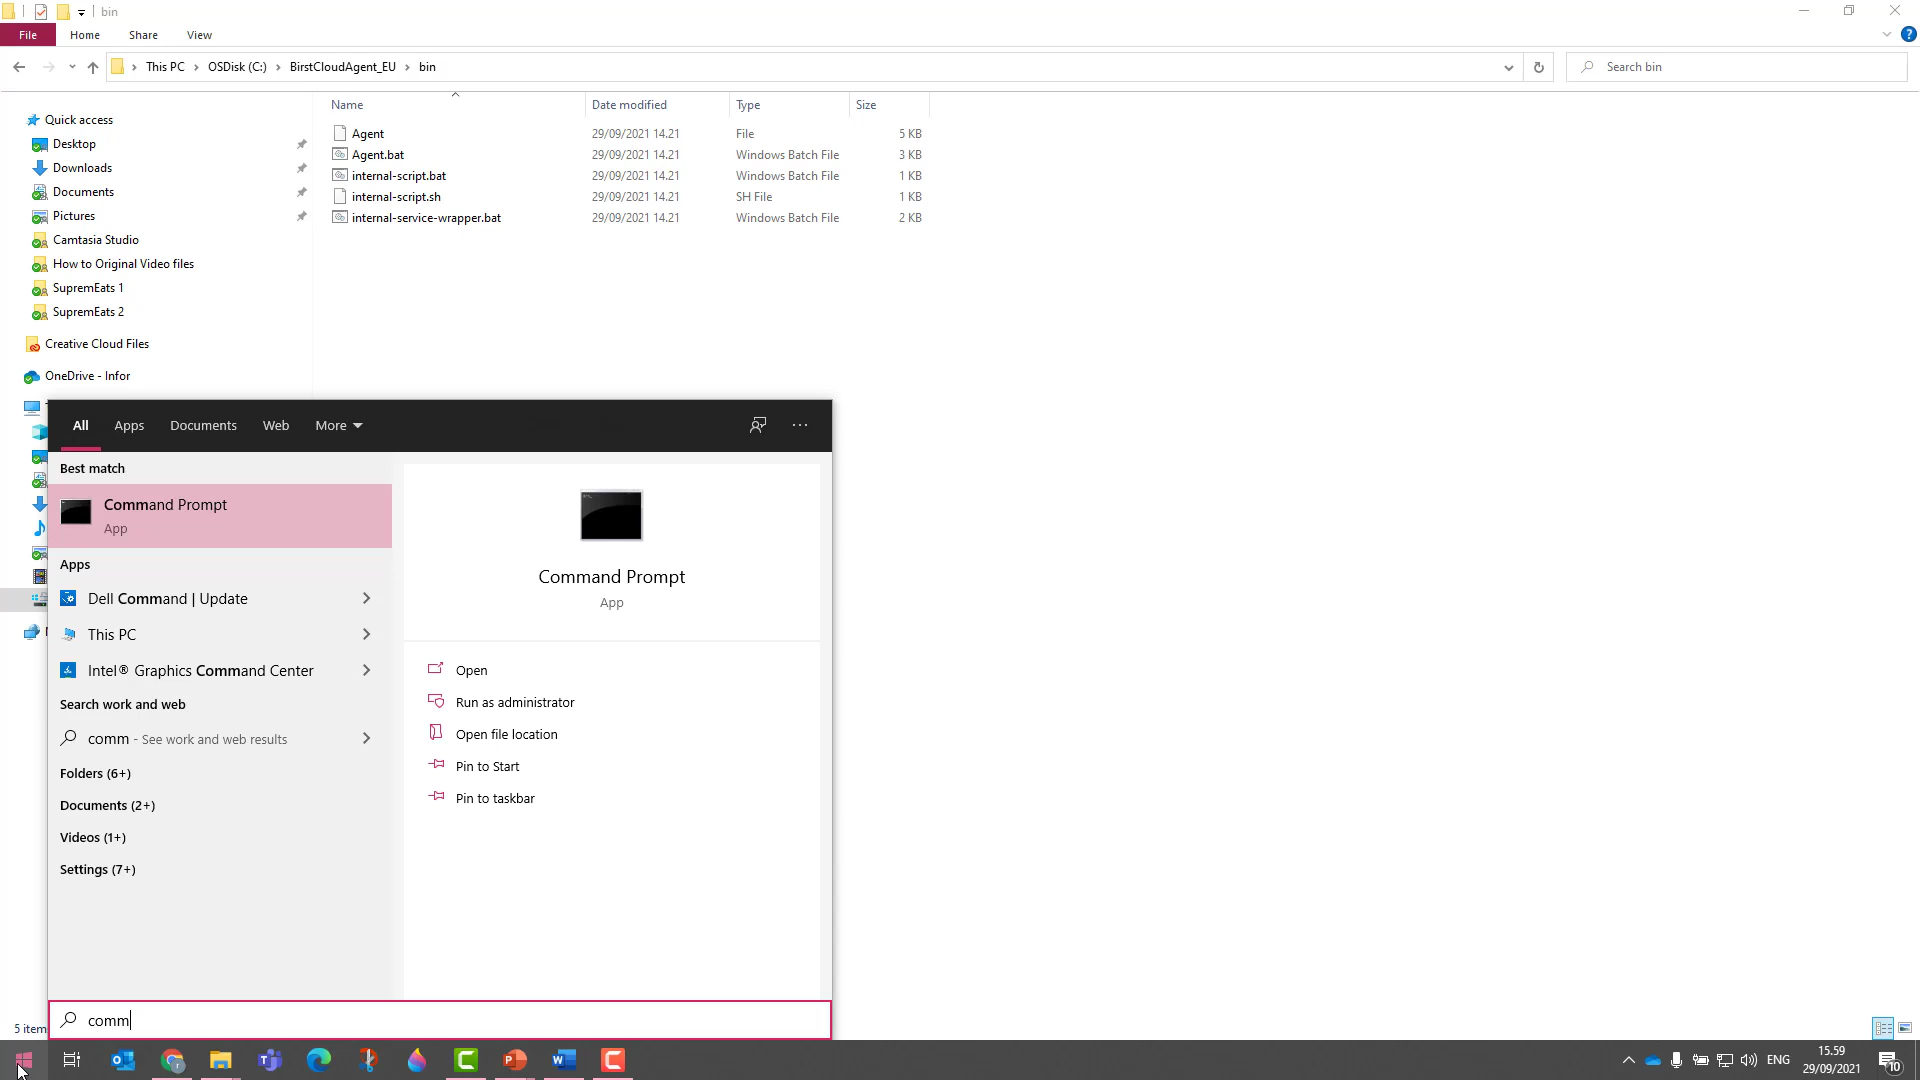 bin
File Home Share View
This PC OSDisk (C:) BirstCloudAgent_EU bin Search bin
Name Date modified Type Size
Quick access
Desktop
Downloads
Documents
Pictures
Camtasia Studio
How to Original Video files
SupremEats 1
SupremEats 2
Creative Cloud Files
OneDrive - Infor
Agent 29/09/2021 14.21 File 5 KB
Agent.bat 29/09/2021 14.21 Windows Batch File 3 KB
internal-script.bat 29/09/2021 14.21 Windows Batch File 1 KB
internal-script.sh 29/09/2021 14.21 SH File 1 KB
internal-service-wrapper.bat 29/09/2021 14.21 Windows Batch File 2 KB
All Apps Documents Web More
Best match
Command Prompt
App
Apps
Dell Command | Update
This PC
Intel® Graphics Command Center
Search work and web
comm - See work and web results
Folders (6+)
Documents (2+)
Videos (1+)
Settings (7+)
Command Prompt
App
Open
Run as administrator
Open file location
Pin to Start
Pin to taskbar
comm
5 item
ENG
15.59
29/09/2021
10